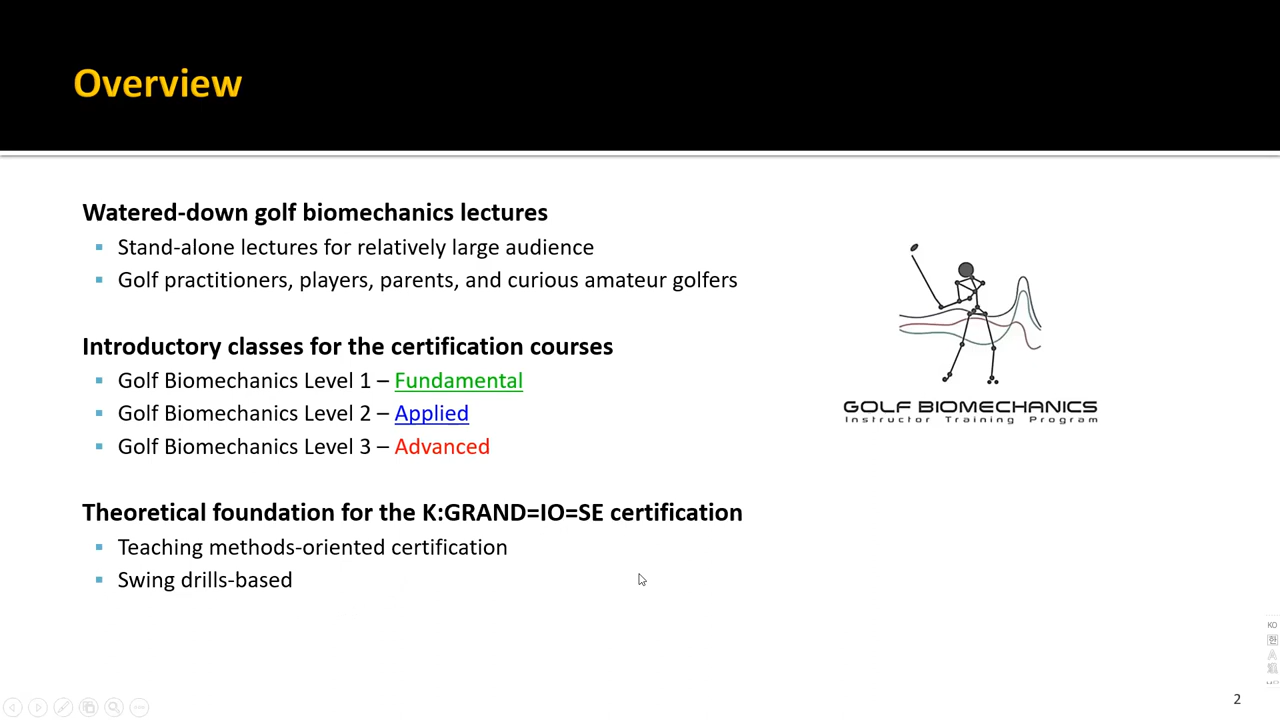 Overview
Watered-down golf biomechanics lectures
Stand-alone lectures for relatively large audience
Golf practitioners, players, parents, and curious amateur golfers
Introductory classes for the certification courses
Golf Biomechanics Level 1 – Fundamental
Golf Biomechanics Level 2 – Applied
Golf Biomechanics Level 3 – Advanced
GOLF BIOMECHANICS
Instructor Training Program
Theoretical foundation for the K:GRAND=IO=SE certification
Teaching methods-oriented certification
Swing drills-based
KO
한
A
2